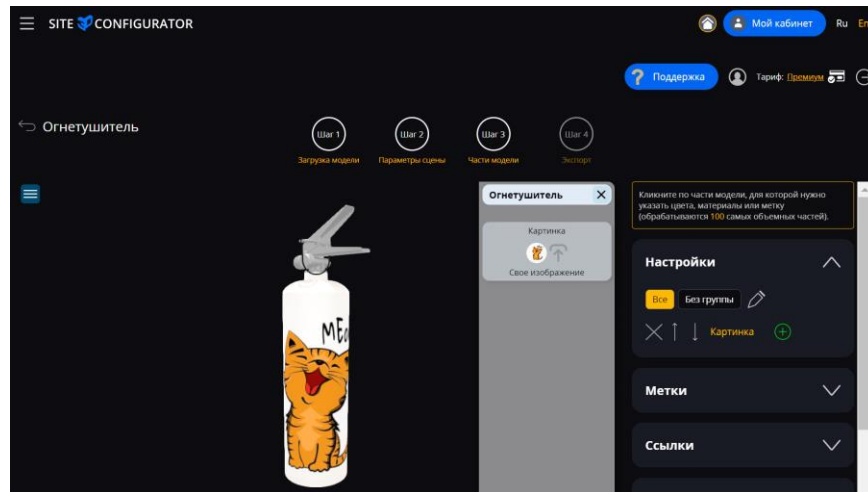 SITE CONFIGURATOR
Мой кабинет
Ru
En
Поддержка
Тариф: Премиум
Огнетушитель
Шаг 1
Шаг 2
Шаг 3
Шаг 4
Загрузка модели
Параметры сцены
Части модели
Экспорт
Огнетушитель
Картинка
Свое изображение
Кликните по части модели, для которой нужно
указать цвета, материалы или метку
(обрабатываются 100 самых объемных частей).
Настройки
Все
Без группы
Картинка
Метки
Ссылки